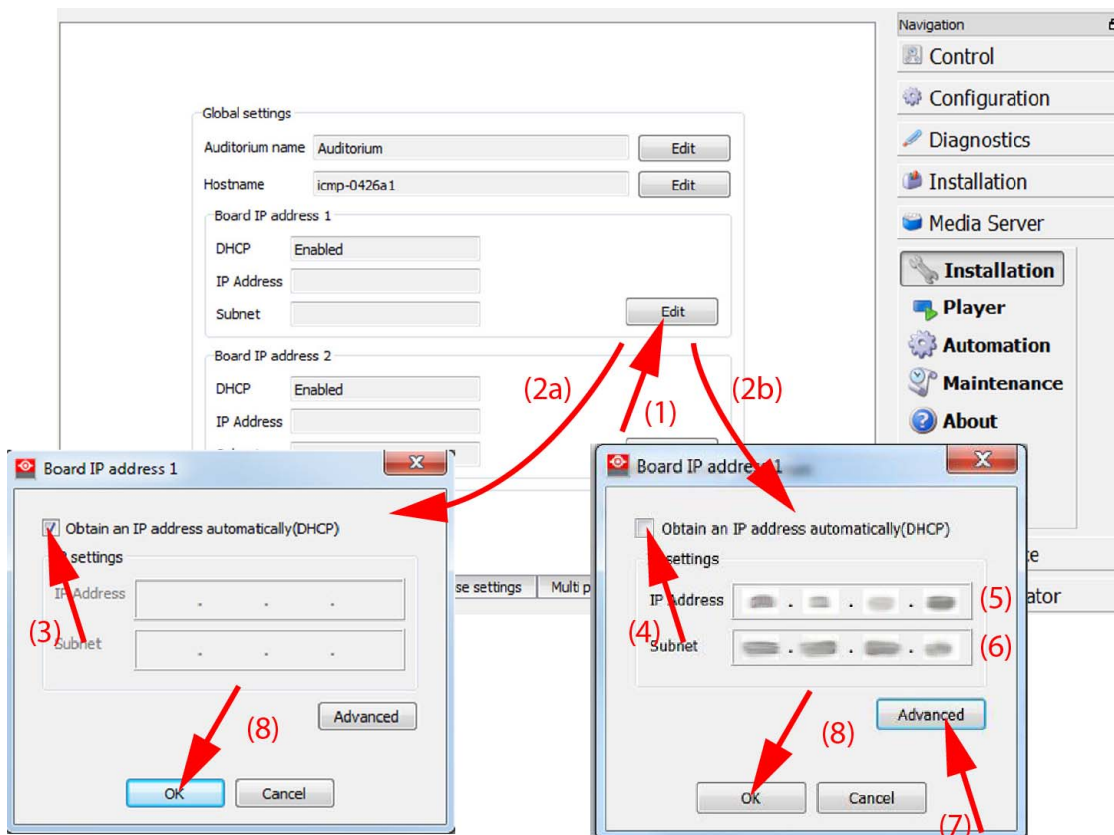 Navigation
Control
Configuration
Diagnostics
Installation
Media Server
Installation
Player
Automation
Maintenance
About
Global settings
Auditorium name Auditorium Edit
Hostname icmp-0426a1 Edit
Board IP address 1
DHCP Enabled
IP Address
Subnet Edit
Board IP address 2
DHCP Enabled
IP Address
(2a) (1) (2b)
se settings Multi p
ator
Board IP address 1
Obtain an IP address automatically(DHCP)
settings
IP Address
(3) Subnet
Advanced
(8)
OK Cancel
Board IP address 1
Obtain an IP address automatically(DHCP)
settings
IP Address (5)
(4) Subnet (6)
Advanced
(8)
OK Cancel
(7)